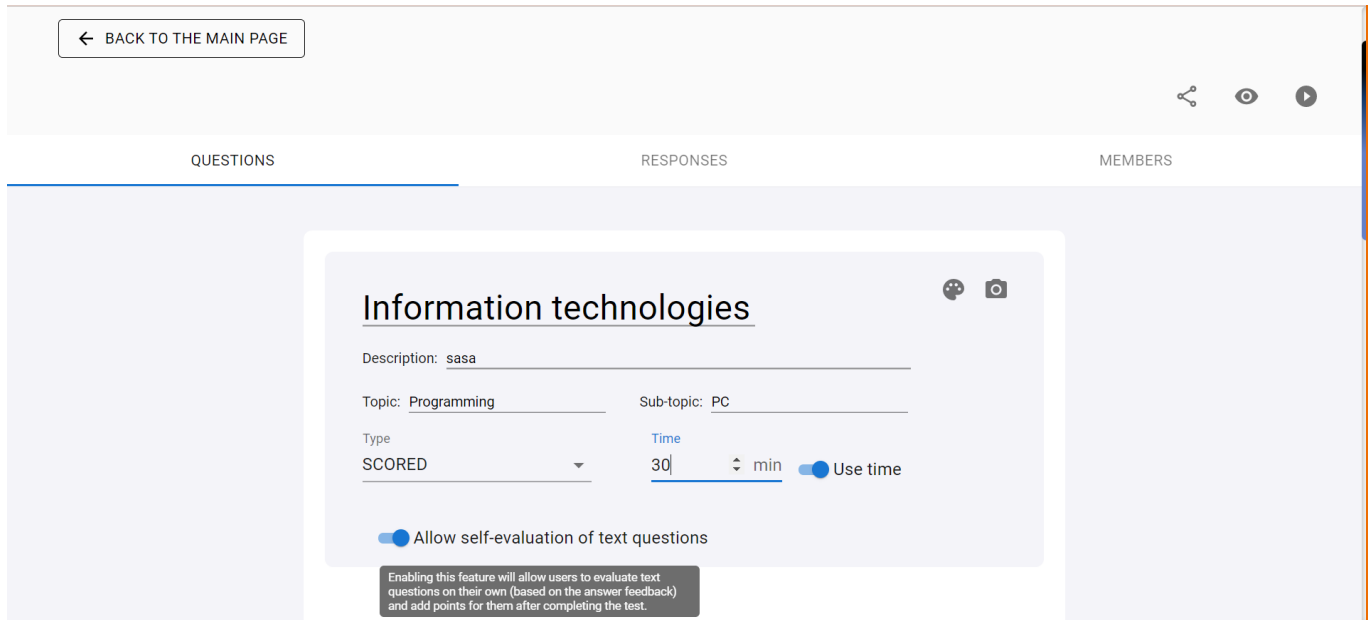 BACK TO THE MAIN PAGE
QUESTIONS
RESPONSES
MEMBERS
Information technologies
Description: sasa
Topic: Programming
Sub-topic: PC
Type
Time
SCORED
30 min
Use time
Allow self-evaluation of text questions
Enabling this feature will allow users to evaluate text
questions on their own (based on the answer feedback)
and add points for them after completing the test.